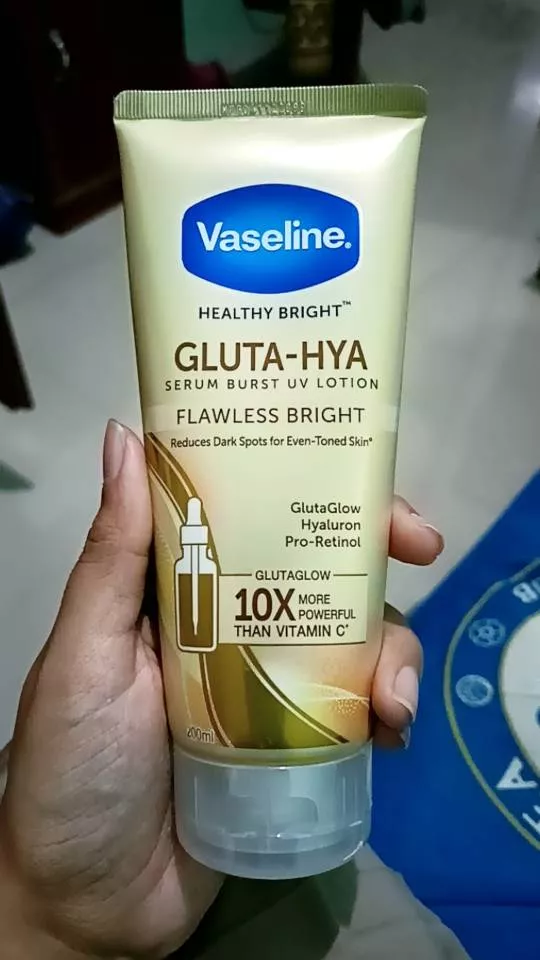 Vaseline.
HEALTHY BRIGHT™
GLUTA-HYA
SERUM BURST UV LOTION
FLAWLESS BRIGHT
Reduces Dark Spots for Even-Toned Skin*
GlutaGlow
Hyaluron
Pro-Retinol
GLUTAGLOW
10X MORE POWERFUL
THAN VITAMIN C*
200ml